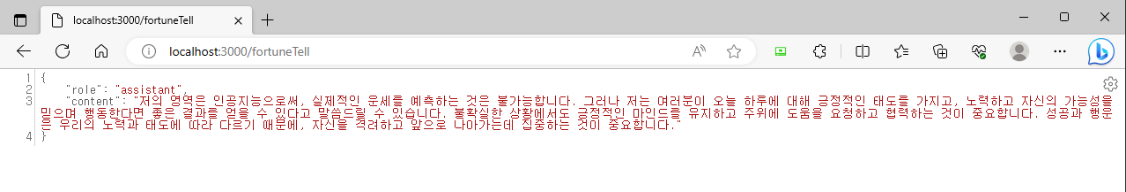 localhost:3000/fortuneTell
localhost:3000/fortuneTell
1 {
2 "role": "assistant",
3 "content": "저의 영역은 인공지능으로써, 실제적인 운세를 예측하는 것은 불가능합니다. 그러나 저는 여러분이 오늘 하루에 대해 긍정적인 태도를 가지고, 노력하고 자신의 가능성을
믿으며 행동한다면 좋은 결과를 얻을 수 있다고 말씀드릴 수 있습니다. 불확실한 상황에서도 긍정적인 마인드를 유지하고 주위에 도움을 요청하고 협력하는 것이 중요합니다. 성공과 행운
은 우리의 노력과 태도에 따라 다르기 때문에, 자신을 격려하고 앞으로 나아가는데 집중하는 것이 중요합니다."
4 }